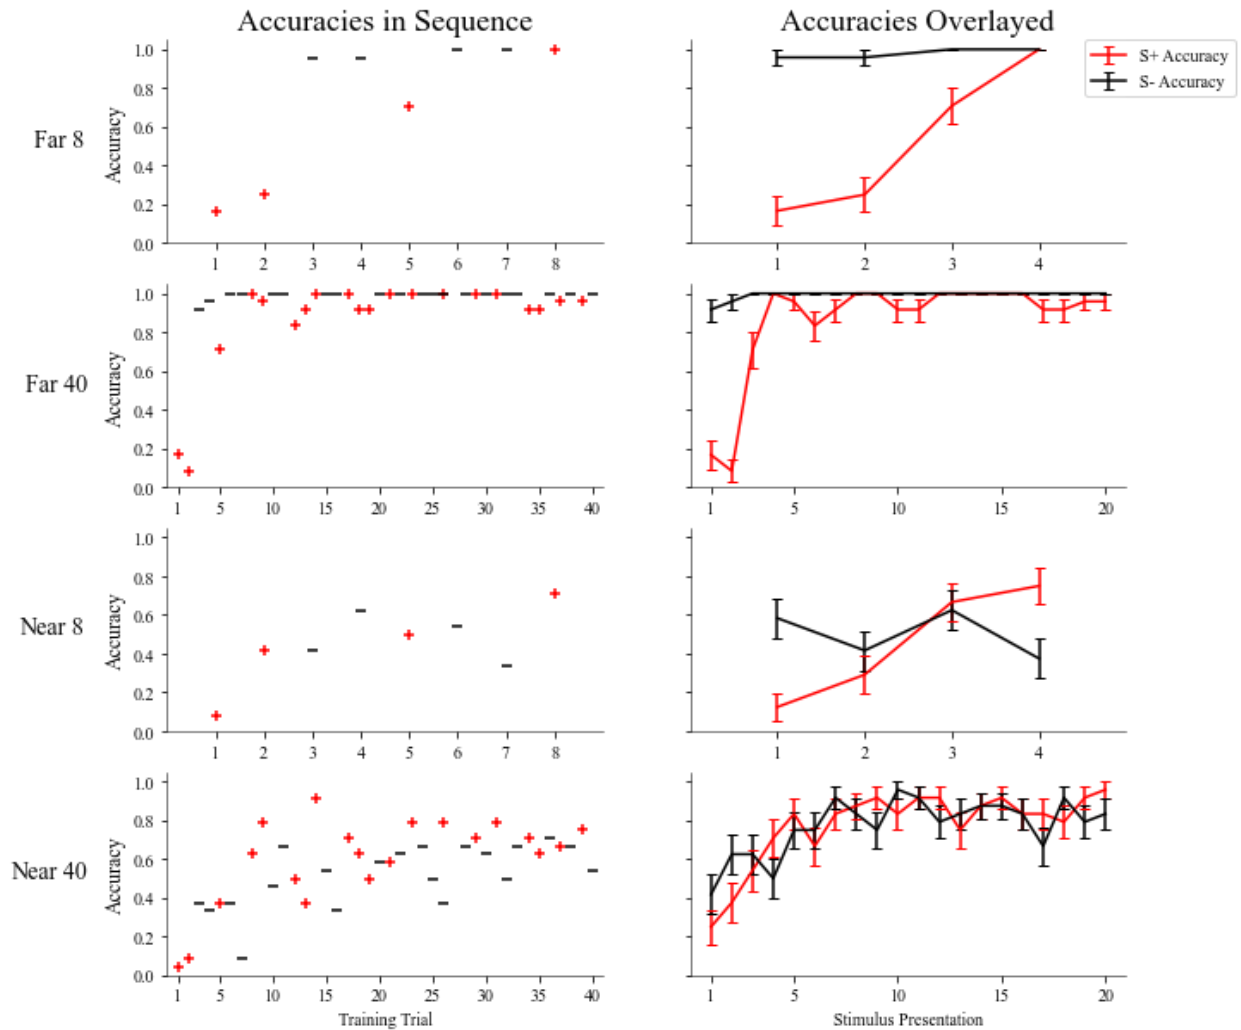 Accuracies in Sequence
Accuracies Overlayed
S+ Accuracy
S- Accuracy
Far 8
Accuracy
1.0
0.8
0.6
0.4
0.2
0.0
1 2 3 4 5 6 7 8
1 2 3 4
Far 40
Accuracy
1.0
0.8
0.6
0.4
0.2
0.0
1 5 10 15 20 25 30 35 40
1 5 10 15 20
Near 8
Accuracy
1.0
0.8
0.6
0.4
0.2
0.0
1 2 3 4 5 6 7 8
1 2 3 4
Near 40
Accuracy
1.0
0.8
0.6
0.4
0.2
0.0
1 5 10 15 20 25 30 35 40
1 5 10 15 20
Training Trial
Stimulus Presentation